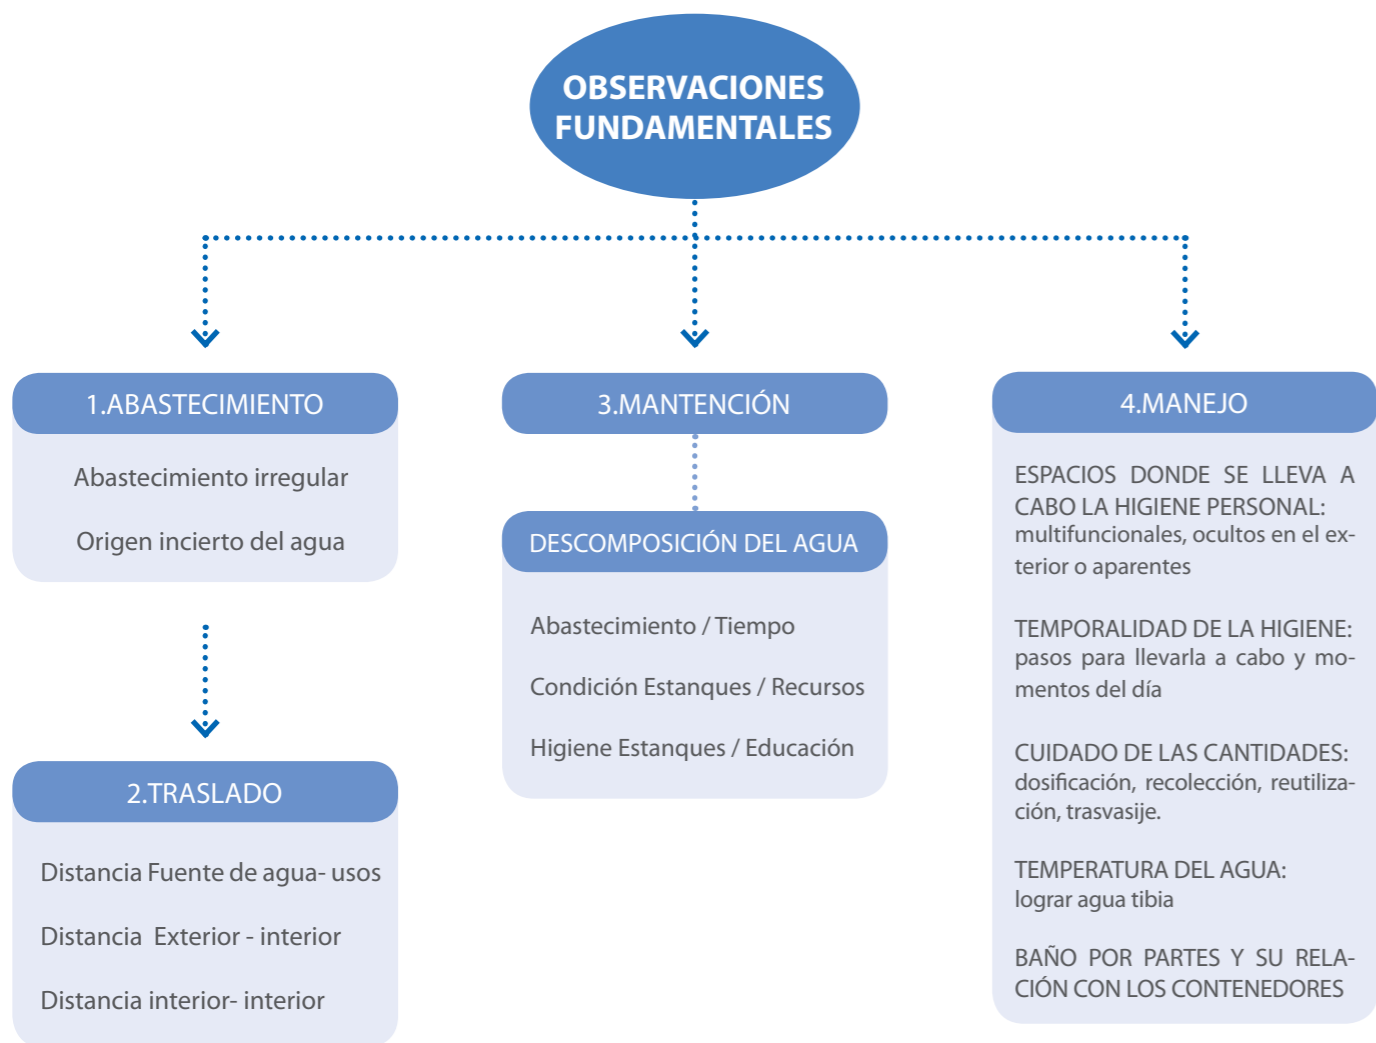 OBSERVACIONES
FUNDAMENTALES
1.ABASTECIMIENTO
Abastecimiento irregular
Origen incierto del agua
2.TRASLADO
Distancia Fuente de agua- usos
Distancia Exterior - interior
Distancia interior- interior
3.MANTENCIÓN
DESCOMPOSICIÓN DEL AGUA
Abastecimiento / Tiempo
Condición Estanques / Recursos
Higiene Estanques / Educación
4.MANEJO
ESPACIOS DONDE SE LLEVA A
CABO LA HIGIENE PERSONAL:
multifuncionales, ocultos en el ex-
terior o aparentes
TEMPORALIDAD DE LA HIGIENE:
pasos para llevarla a cabo y mo-
mentos del día
CUIDADO DE LAS CANTIDADES:
dosificación, recolección, reutiliza-
ción, trasvasije.
TEMPERATURA DEL AGUA:
lograr agua tibia
BAÑO POR PARTES Y SU RELA-
CIÓN CON LOS CONTENEDORES